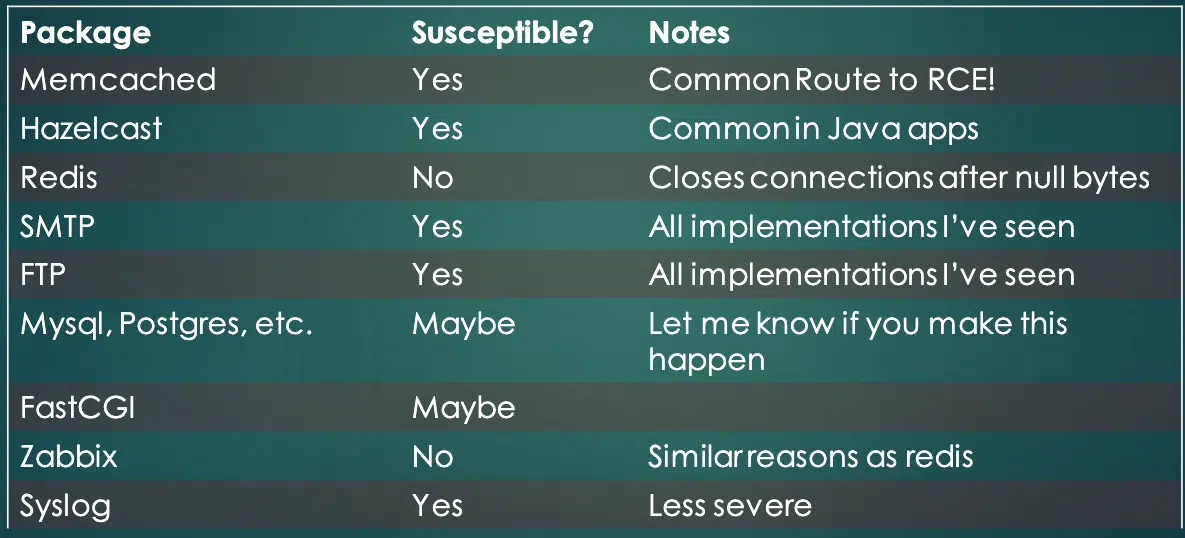 Package Susceptible? Notes
Memcached Yes Common Route to RCE!
Hazelcast Yes Common in Java apps
Redis No Closes connections after null bytes
SMTP Yes All implementations I’ve seen
FTP Yes All implementations I’ve seen
Mysql, Postgres, etc. Maybe Let me know if you make this
happen
FastCGI Maybe
Zabbix No Similar reasons as redis
Syslog Yes Less severe